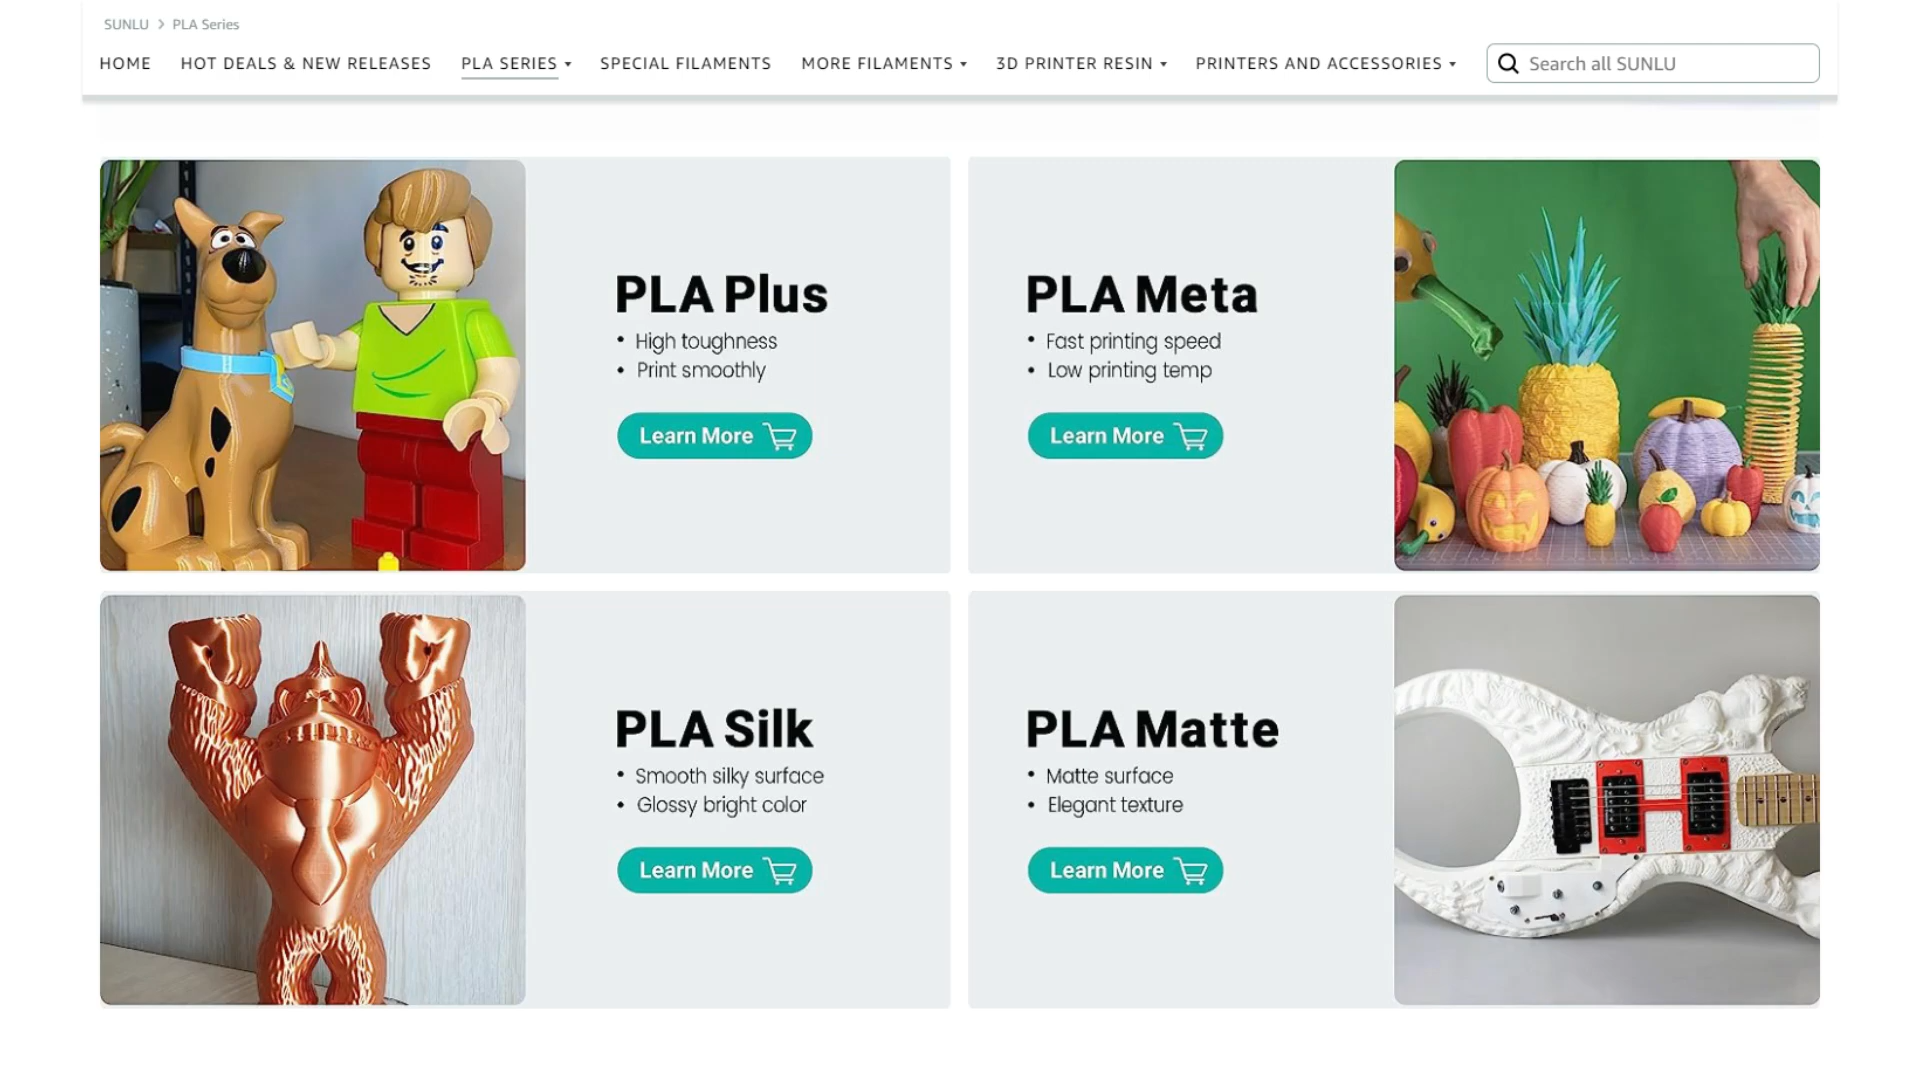 SUNLU > PLA Series
HOME HOT DEALS & NEW RELEASES PLA SERIES SPECIAL FILAMENTS MORE FILAMENTS 3D PRINTER RESIN PRINTERS AND ACCESSORIES Search all SUNLU
PLA Plus
• High toughness
• Print smoothly
Learn More
PLA Meta
• Fast printing speed
• Low printing temp
Learn More
PLA Silk
• Smooth silky surface
• Glossy bright color
Learn More
PLA Matte
• Matte surface
• Elegant texture
Learn More